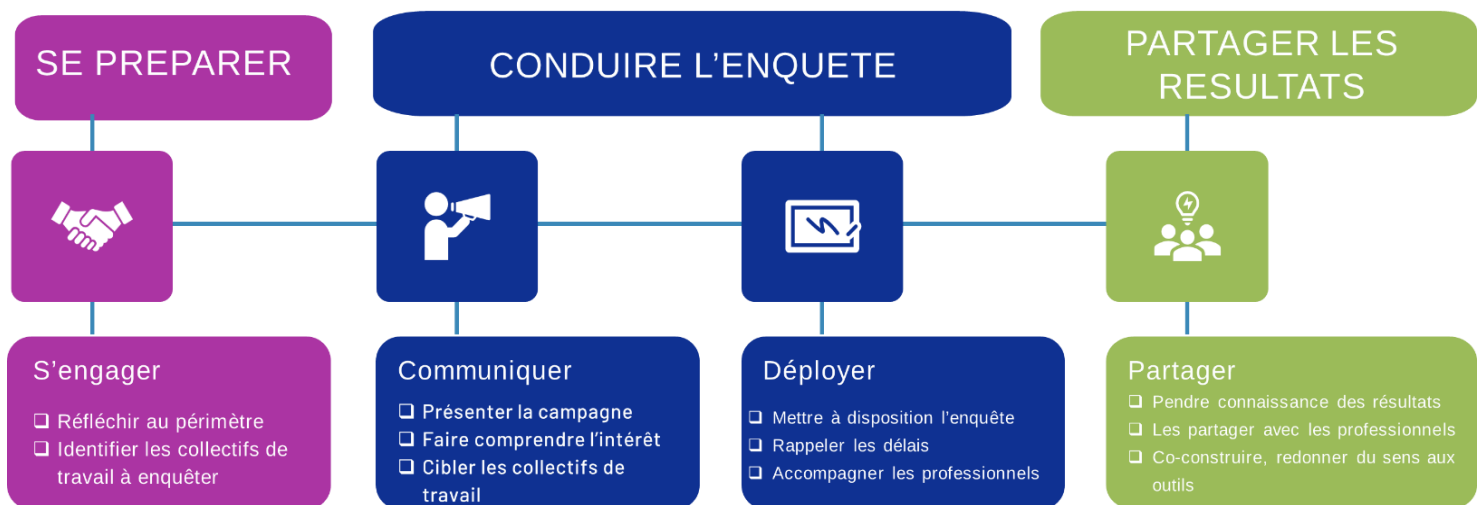 SE PREPARER
CONDUIRE L’ENQUETE
PARTAGER LES
RESULTATS
S’engager
❑ Réfléchir au périmètre
❑ Identifier les collectifs de
travail à enquêter
Communiquer
❑ Présenter la campagne
❑ Faire comprendre l’intérêt
❑ Cibler les collectifs de
travail
Déployer
❑ Mettre à disposition l’enquête
❑ Rappeler les délais
❑ Accompagner les professionnels
Partager
❑ Pendre connaissance des résultats
❑ Les partager avec les professionnels
❑ Co-construire, redonner du sens aux
outils